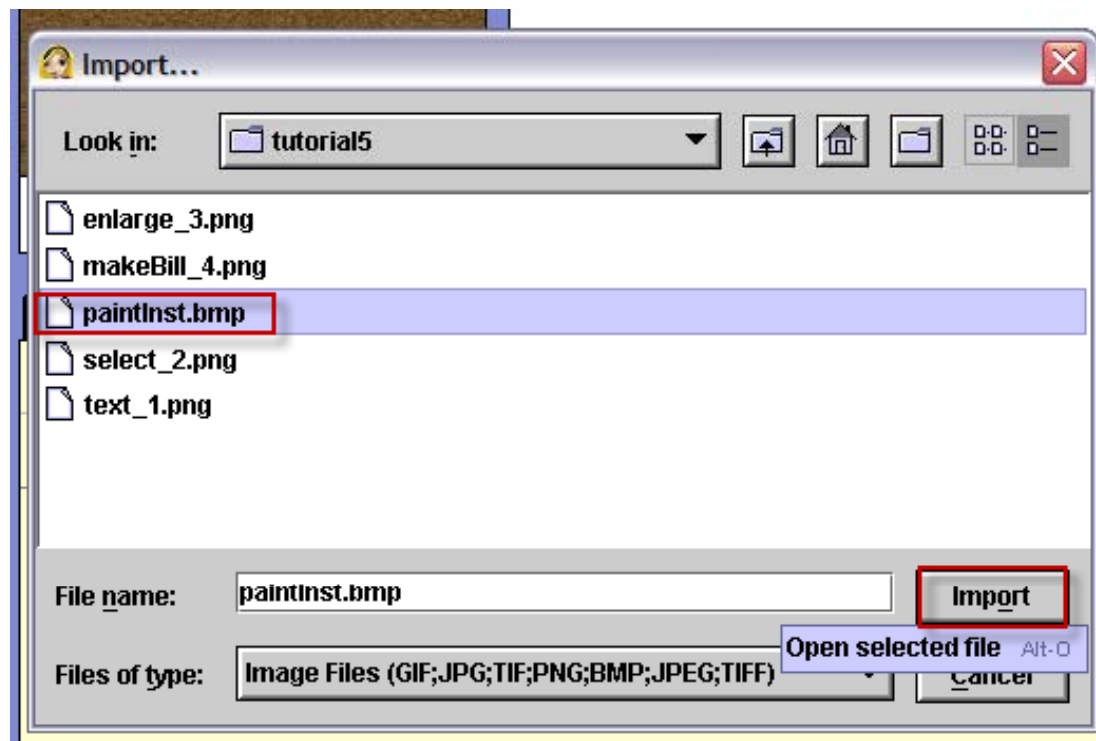 Import...
Look in: tutorial5
enlarge_3.png
makeBill_4.png
paintInst.bmp
select_2.png
text_1.png
File name: paintInst.bmp Import
Open selected file Alt-O
Files of type: Image Files (GIF;JPG;TIF;PNG;BMP;JPEG;TIFF) Cancel